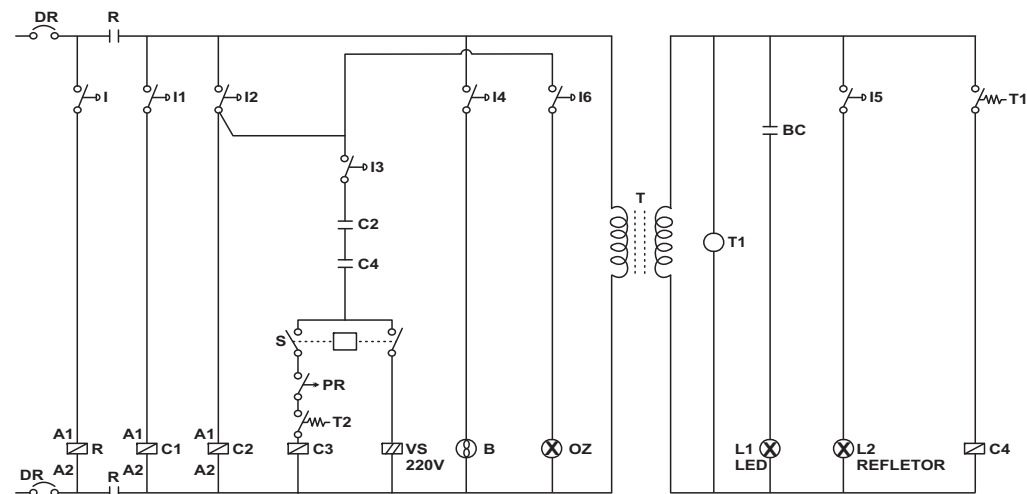 DR
R
I
I1
I2
I4
I6
I5
T1
BC
I3
T
C2
T1
C4
S
PR
T2
A1
R
A2
A1
C1
A2
A1
C2
A2
C3
VS
220V
B
OZ
L1
LED
L2
REFLETOR
C4
DR
R